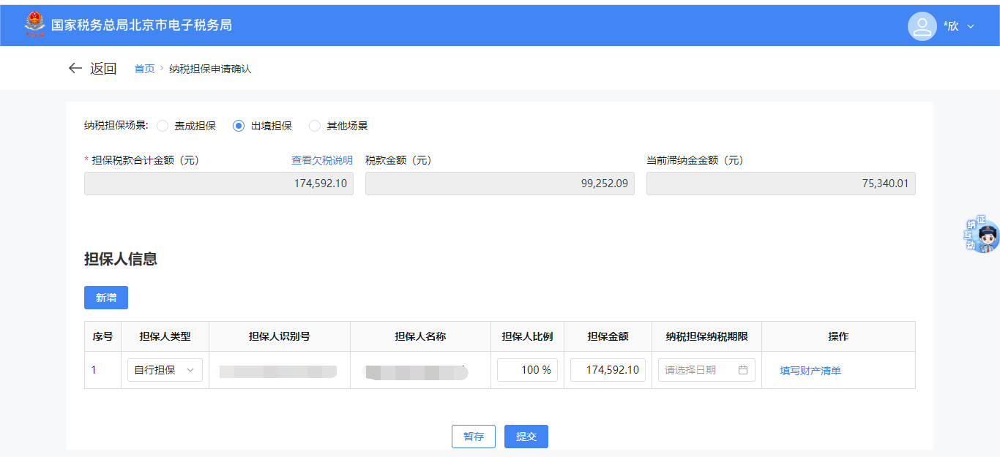 国家税务总局北京市电子税务局
*欣
返回 首页 > 纳税担保申请确认
纳税担保场景: 责成担保 出境担保 其他场景
* 担保税款合计金额（元） 查看欠税说明 税款金额（元） 当前滞纳金金额（元）
174,592.10 99,252.09 75,340.01
征纳互动
担保人信息
新增
序号 担保人类型 担保人识别号 担保人名称 担保人比例 担保金额 纳税担保纳税期限 操作
1 自行担保 100 % 174,592.10 请选择日期 填写财产清单
暂存 提交